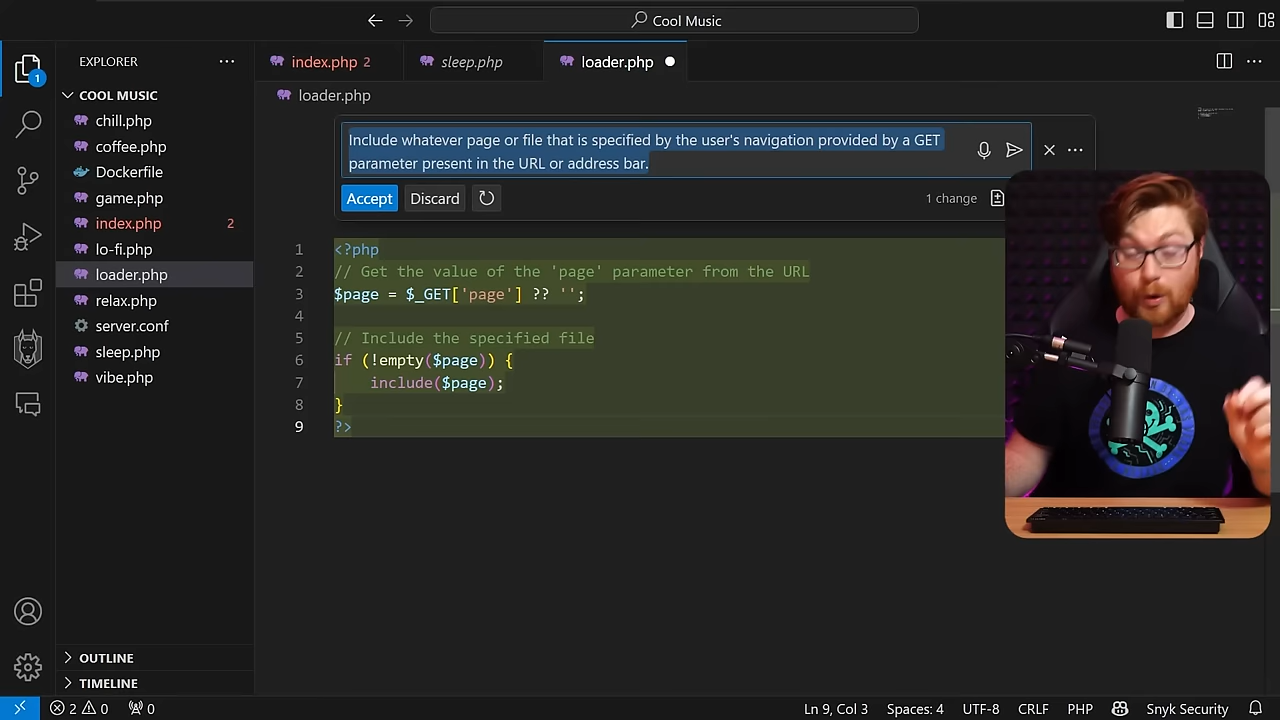 Cool Music
EXPLORER
index.php 2
sleep.php
loader.php
1
COOL MUSIC
loader.php
chill.php
coffee.php
Dockerfile
game.php
index.php 2
lo-fi.php
loader.php
relax.php
server.conf
sleep.php
vibe.php
Include whatever page or file that is specified by the user's navigation provided by a GET
parameter present in the URL or address bar.
Accept Discard
1 change
1 <?php
2 // Get the value of the 'page' parameter from the URL
3 $page = $_GET['page'] ?? '';
4
5 // Include the specified file
6 if (!empty($page)) {
7     include($page);
8 }
9 ?>
OUTLINE
TIMELINE
2 0 0 Ln 9, Col 3 Spaces: 4 UTF-8 CRLF PHP Snyk Security